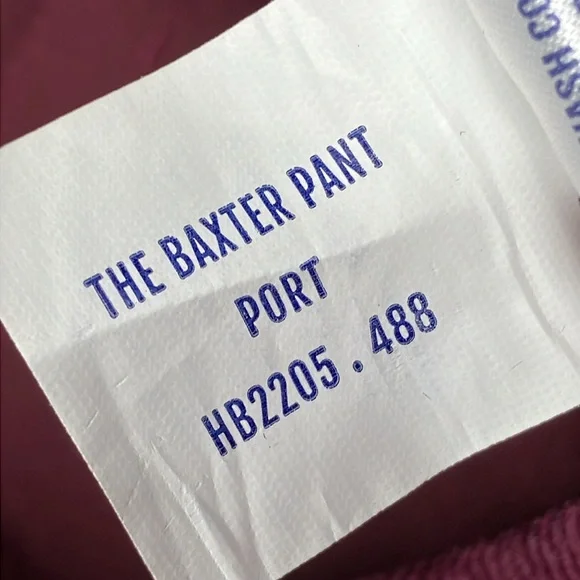 THE BAXTER PANT
PORT
HB2205.488